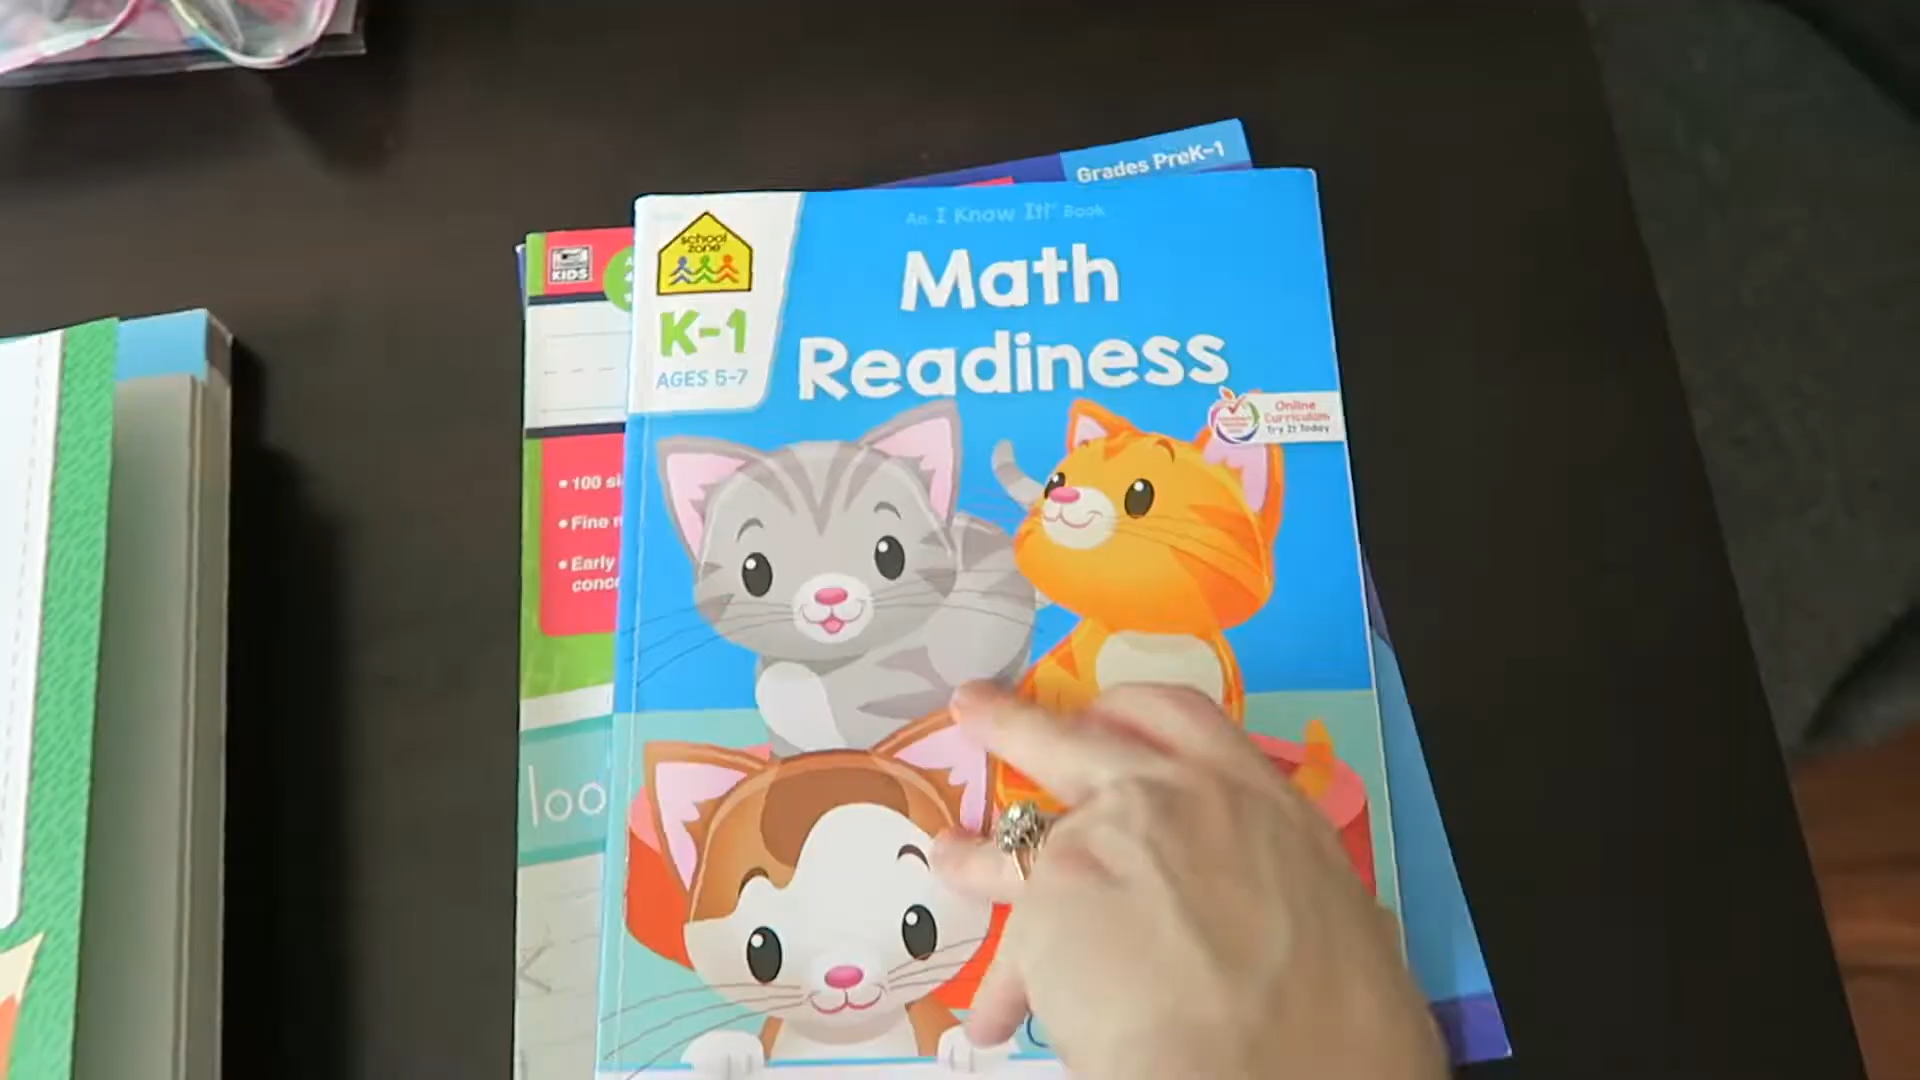 Grades PreK-1
An I Know It!® Book
school
zone
KIDS
Math
K-1
Readiness
AGES 5-7
Online
Curriculum
Try It Today
• 100 
• Fine
• Early
loo